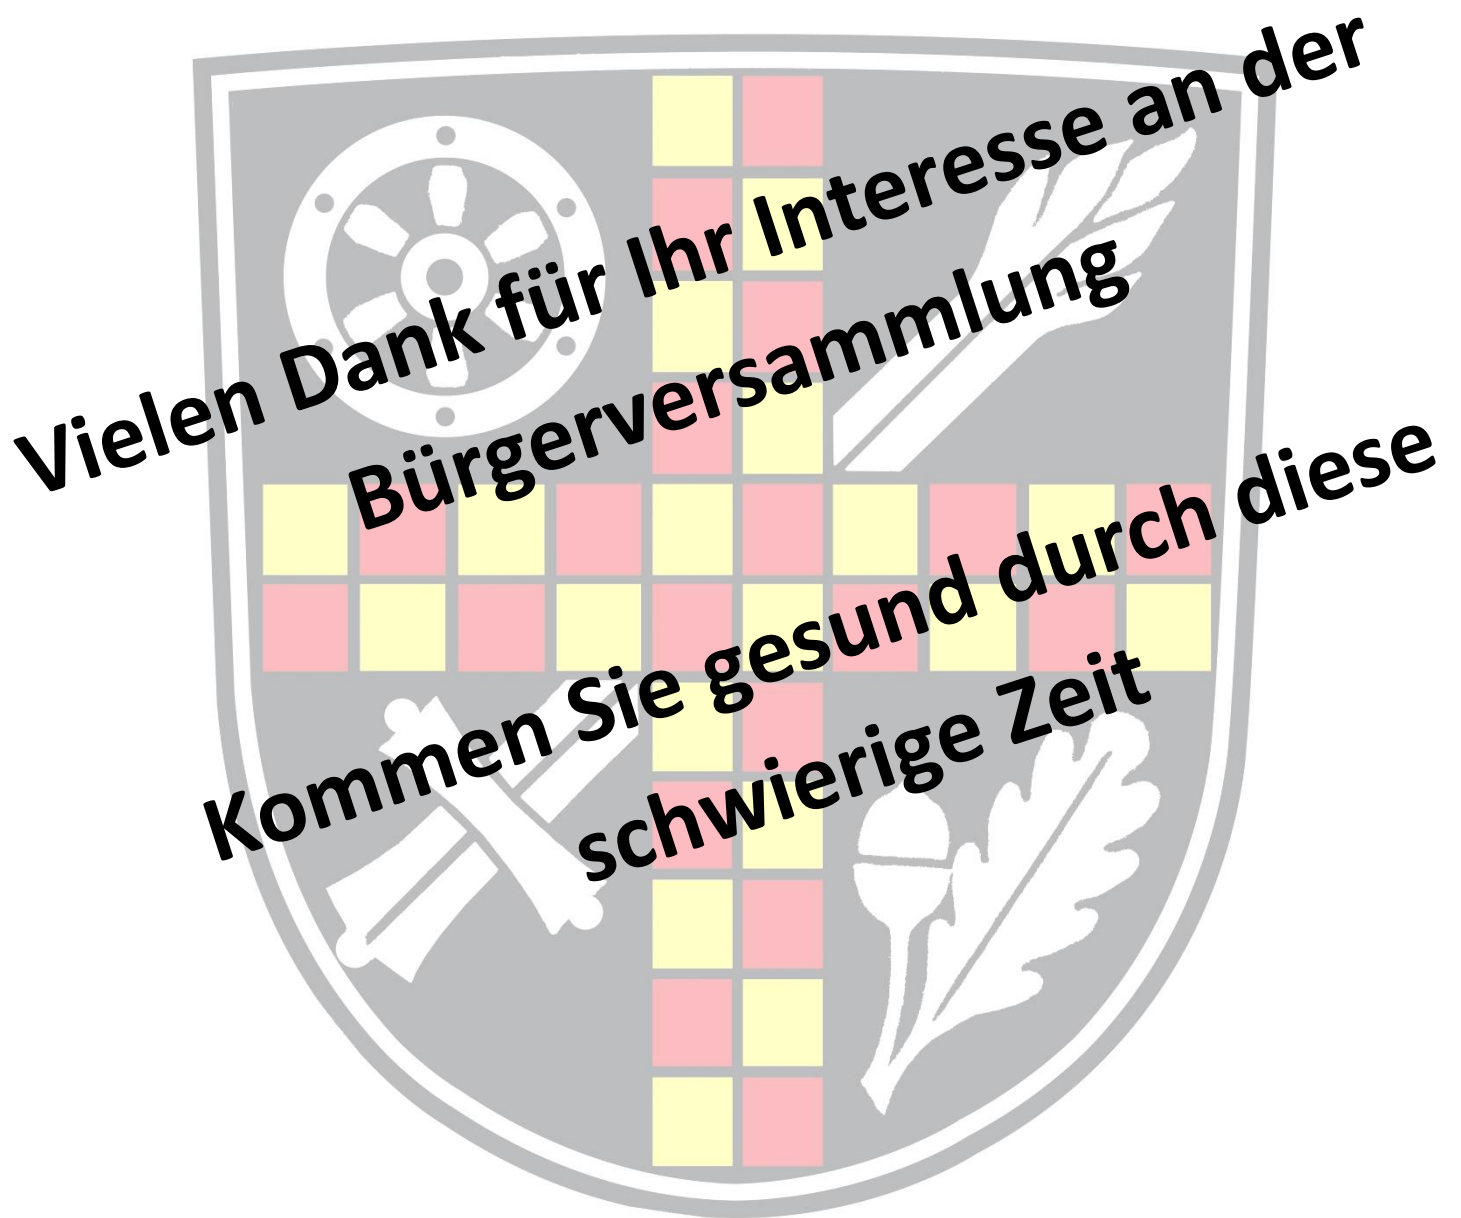 Vielen Dank für Ihr Interesse an der
Bürgerversammlung
Kommen Sie gesund durch diese
schwierige Zeit